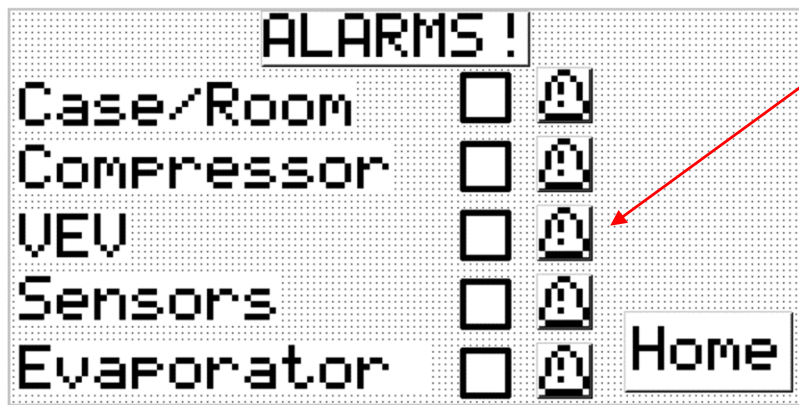 ALARMS!
Case/Room
Compressor
VEV
Sensors
Evaporator
Home